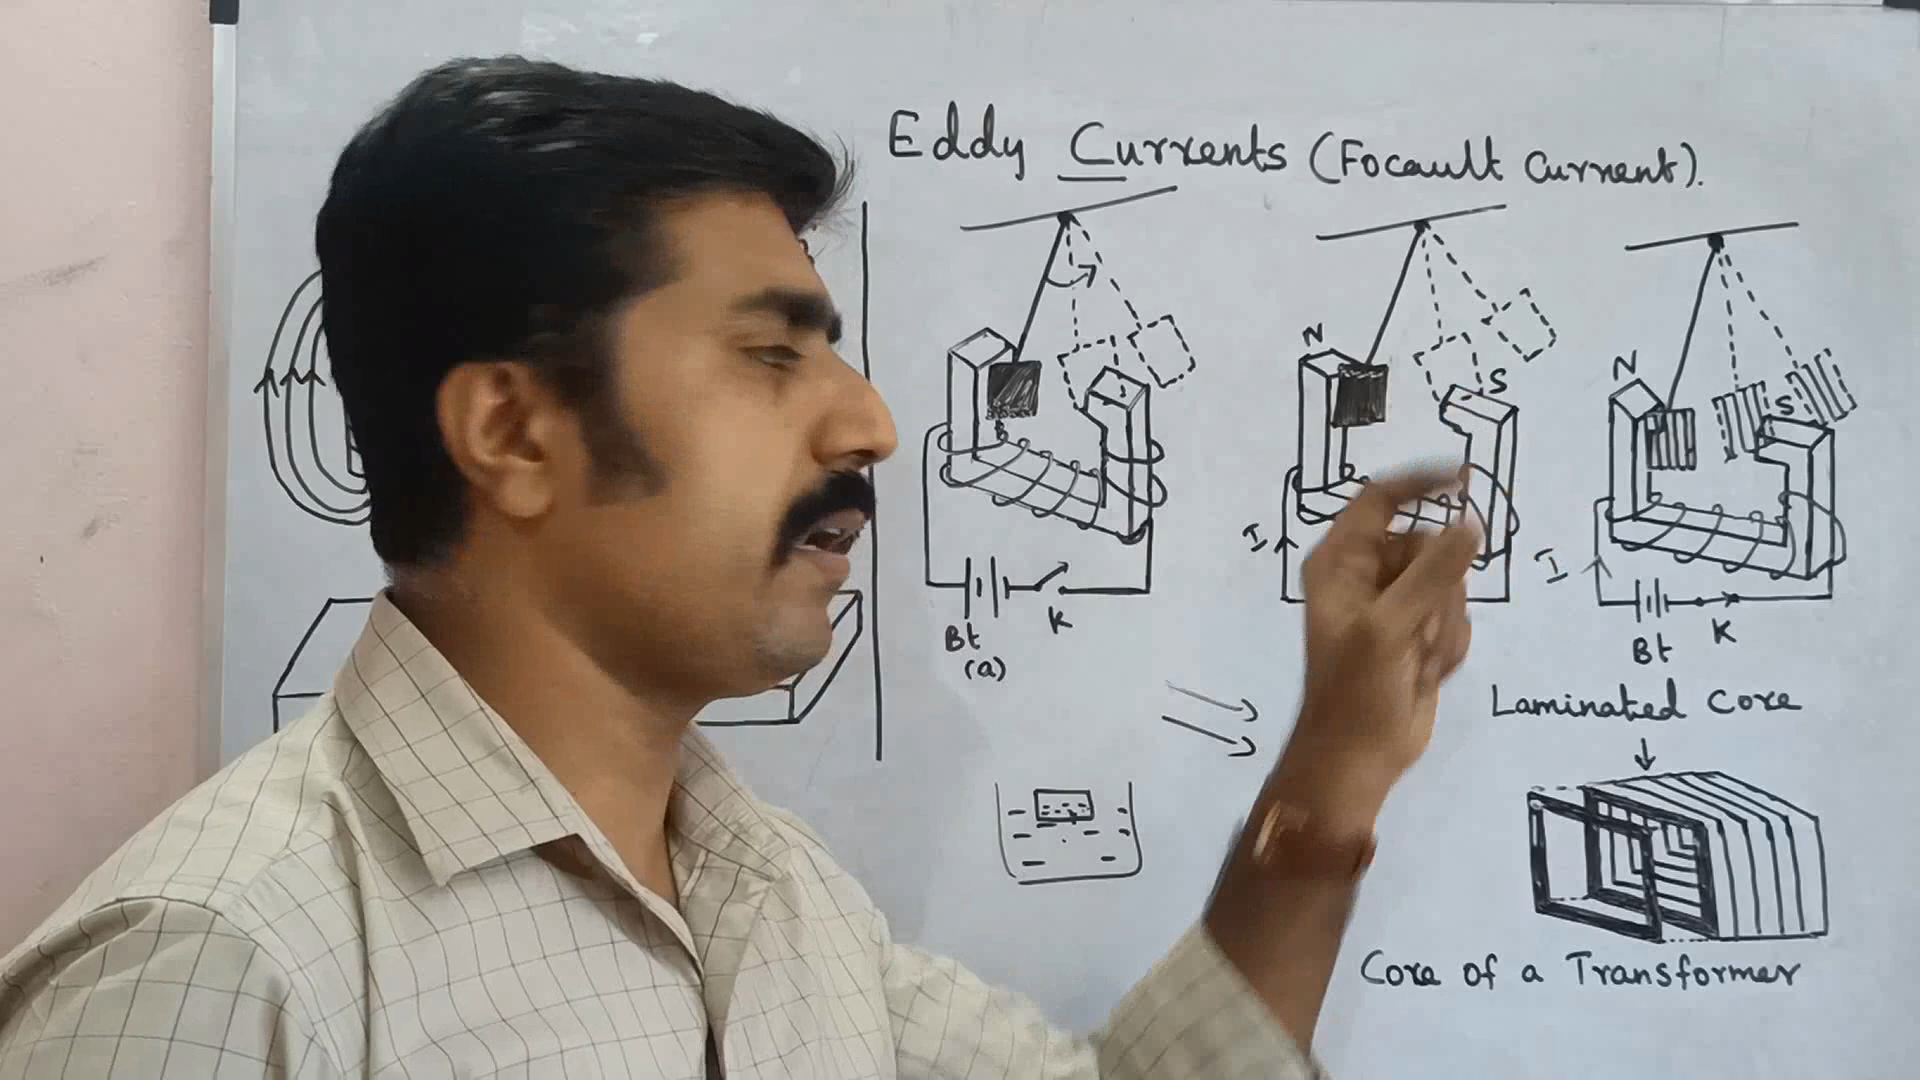 Eddy Currents (Focault Current).
N
S
N
S
I
I
Bt
K
(a)
Bt
K
Laminated Core
Core of a Transformer